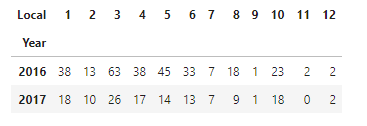 Local 1 2 3 4 5 6 7 8 9 10 11 12
Year
2016 38 13 63 38 45 33 7 18 1 23 2 2
2017 18 10 26 17 14 13 7 9 1 18 0 2